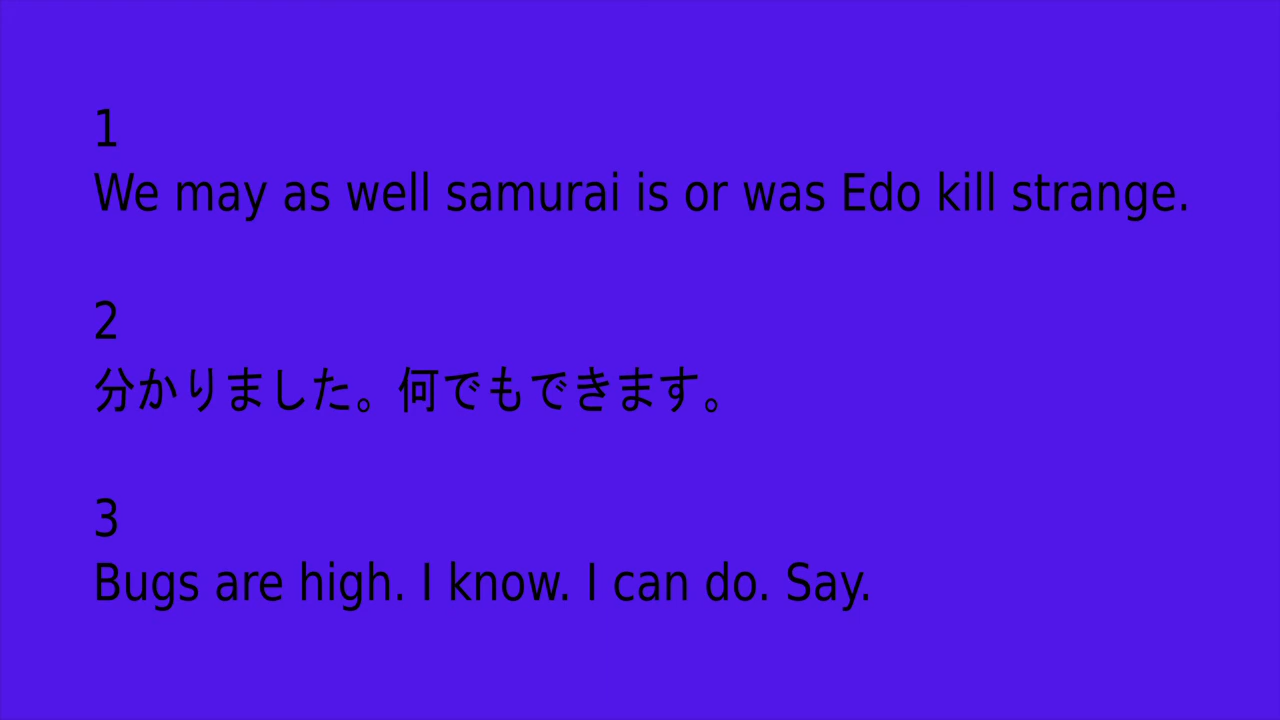 1
We may as well samurai is or was Edo kill strange.
2
分かりました。何でもできます。
3
Bugs are high. I know. I can do. Say.